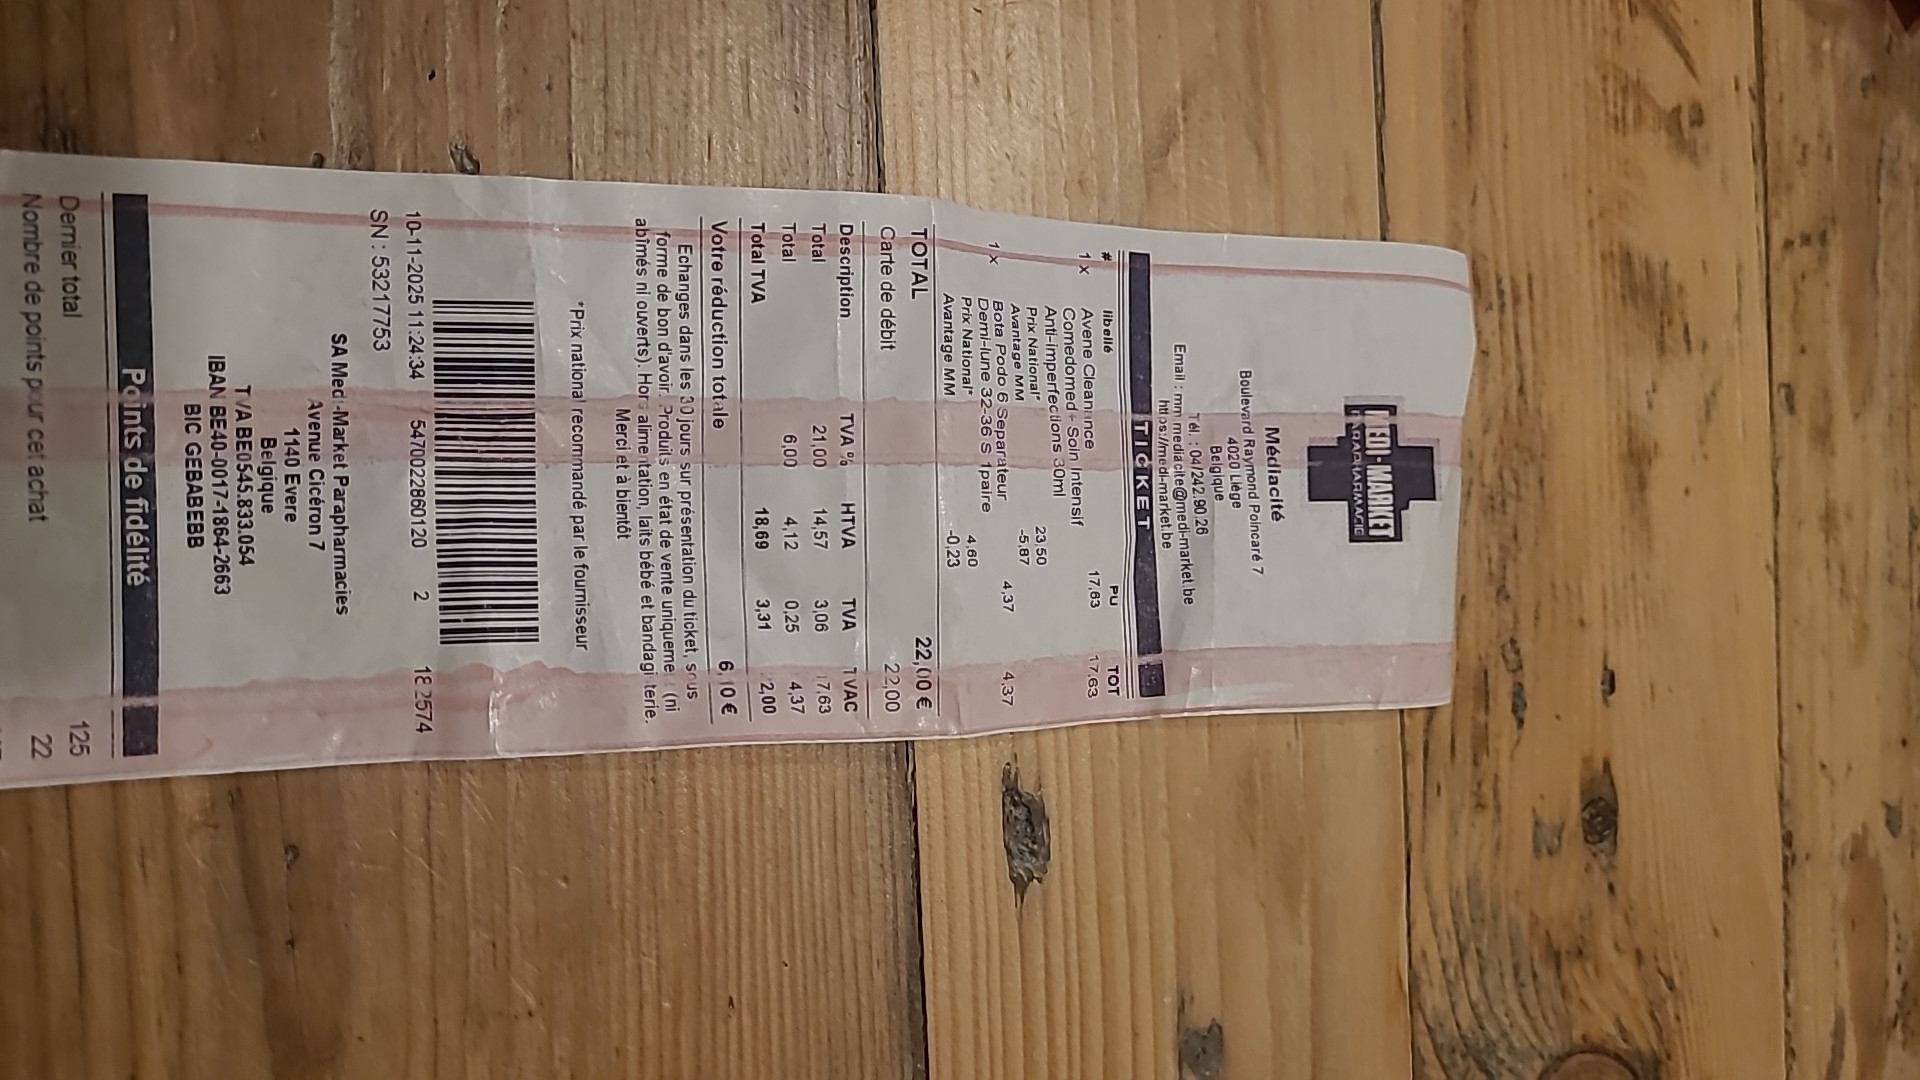 MEDI-MARKET
PARAPHARMACIE
Médiacité
Boulevard Raymond Poincaré 7
4020 Liège
Belgique
Tél. : 04/242.90.26
Email : mm.mediacite@medi-market.be
https://medi-market.be
TICKET
# libellé PU TOT
1 x Avene Cleanance 17,63 17,63
Comedomed+ Soin Intensif
Anti-imperfections 30ml
Prix National* 23,50
Avantage MM -5,87
1 x Bota Podo 6 Separateur 4,37 4,37
Demi-lune 32-36 S 1paire
Prix National* 4,60
Avantage MM -0,23
TOTAL 22,00 €
Carte de débit 22,00
Description TVA % HTVA TVA TVAC
Total 21,00 14,57 3,06 17,63
Total 6,00 4,12 0,25 4,37
Total TVA 18,69 3,31 22,00
Votre réduction totale 6,10 €
Echanges dans les 30 jours sur présentation du ticket, sous
forme de bon d'avoir. Produits en état de vente uniquement (ni
abîmés ni ouverts). Hors alimentation, laits bébé et bandagisterie.
Merci et à bientôt
*Prix national recommandé par le fournisseur
10-11-2025 11:24:34 5470022860120 2 182574
SN : 53217753
SA Medi-Market Parapharmacies
Avenue Cicéron 7
1140 Evere
Belgique
TVA BE0545.833.054
IBAN BE40-0017-1864-2663
BIC GEBABEBB
Points de fidélité
Dernier total 125
Nombre de points pour cet achat 22